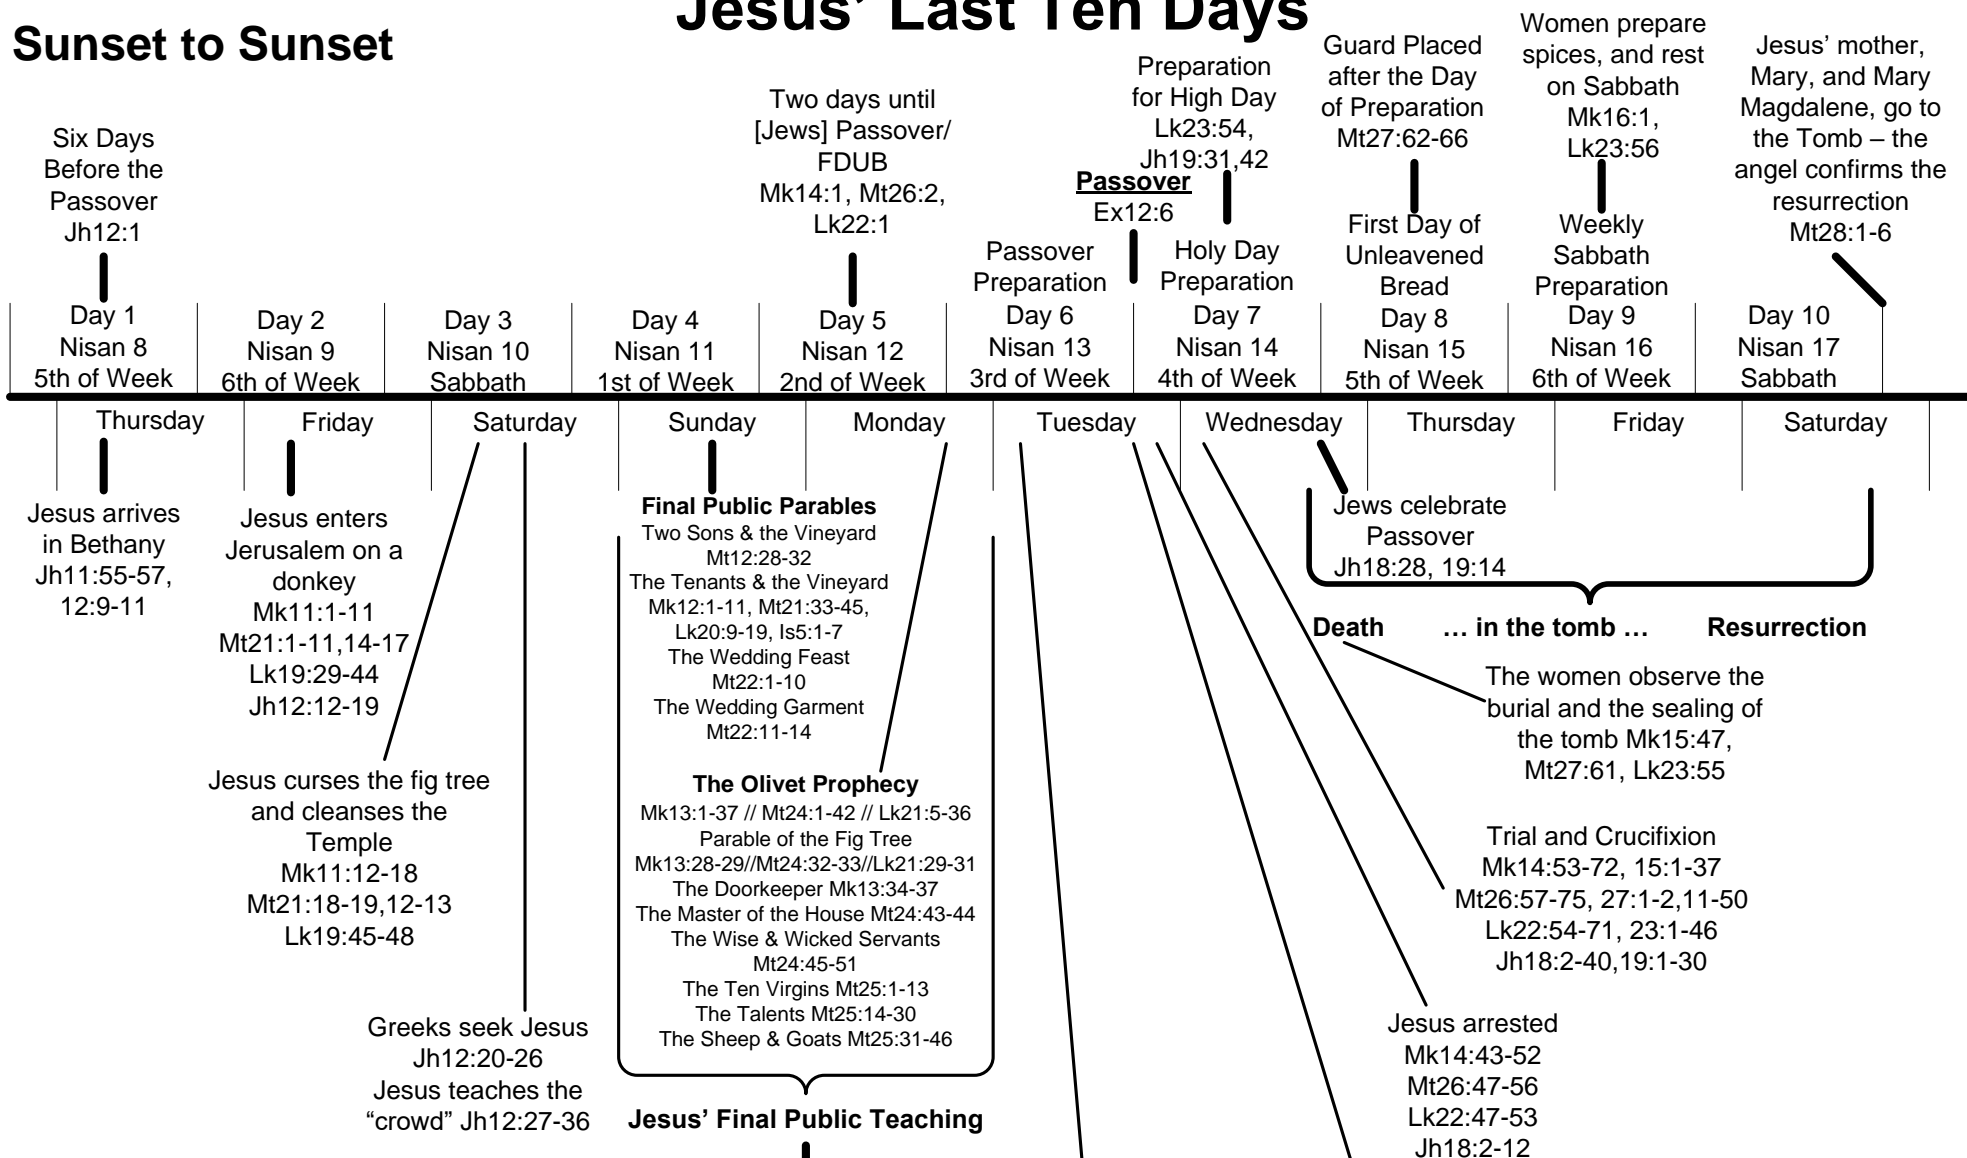 Jesus’ Last Ten Days
Sunset to Sunset
Six Days
Before the
Passover
Jh12:1
Two days until
[Jews] Passover/
FDUB
Mk14:1, Mt26:2,
Lk22:1
Passover
Preparation
Passover
Ex12:6
Preparation
for High Day
Lk23:54,
Jh19:31,42
Holy Day
Preparation
Guard Placed
after the Day
of Preparation
Mt27:62-66
First Day of
Unleavened
Bread
Women prepare
spices, and rest
on Sabbath
Mk16:1,
Lk23:56
Weekly
Sabbath
Preparation
Jesus’ mother,
Mary, and Mary
Magdalene, go to
the Tomb – the
angel confirms the
resurrection
Mt28:1-6
Day 1
Nisan 8
5th of Week
Day 2
Nisan 9
6th of Week
Day 3
Nisan 10
Sabbath
Day 4
Nisan 11
1st of Week
Day 5
Nisan 12
2nd of Week
Day 6
Nisan 13
3rd of Week
Day 7
Nisan 14
4th of Week
Day 8
Nisan 15
5th of Week
Day 9
Nisan 16
6th of Week
Day 10
Nisan 17
Sabbath
Thursday
Friday
Saturday
Sunday
Monday
Tuesday
Wednesday
Thursday
Friday
Saturday
Jesus arrives
in Bethany
Jh11:55-57,
12:9-11
Jesus enters
Jerusalem on a
donkey
Mk11:1-11
Mt21:1-11,14-17
Lk19:29-44
Jh12:12-19
Jesus curses the fig tree
and cleanses the
Temple
Mk11:12-18
Mt21:18-19,12-13
Lk19:45-48
Greeks seek Jesus
Jh12:20-26
Jesus teaches the
“crowd” Jh12:27-36
Final Public Parables
Two Sons & the Vineyard
Mt12:28-32
The Tenants & the Vineyard
Mk12:1-11, Mt21:33-45,
Lk20:9-19, Is5:1-7
The Wedding Feast
Mt22:1-10
The Wedding Garment
Mt22:11-14
The Olivet Prophecy
Mk13:1-37 // Mt24:1-42 // Lk21:5-36
Parable of the Fig Tree
Mk13:28-29//Mt24:32-33//Lk21:29-31
The Doorkeeper Mk13:34-37
The Master of the House Mt24:43-44
The Wise & Wicked Servants
Mt24:45-51
The Ten Virgins Mt25:1-13
The Talents Mt25:14-30
The Sheep & Goats Mt25:31-46
Jesus’ Final Public Teaching
Jews celebrate
Passover
Jh18:28, 19:14
Death … in the tomb … Resurrection
The women observe the
burial and the sealing of
the tomb Mk15:47,
Mt27:61, Lk23:55
Trial and Crucifixion
Mk14:53-72, 15:1-37
Mt26:57-75, 27:1-2,11-50
Lk22:54-71, 23:1-46
Jh18:2-40,19:1-30
Jesus arrested
Mk14:43-52
Mt26:47-56
Lk22:47-53
Jh18:2-12